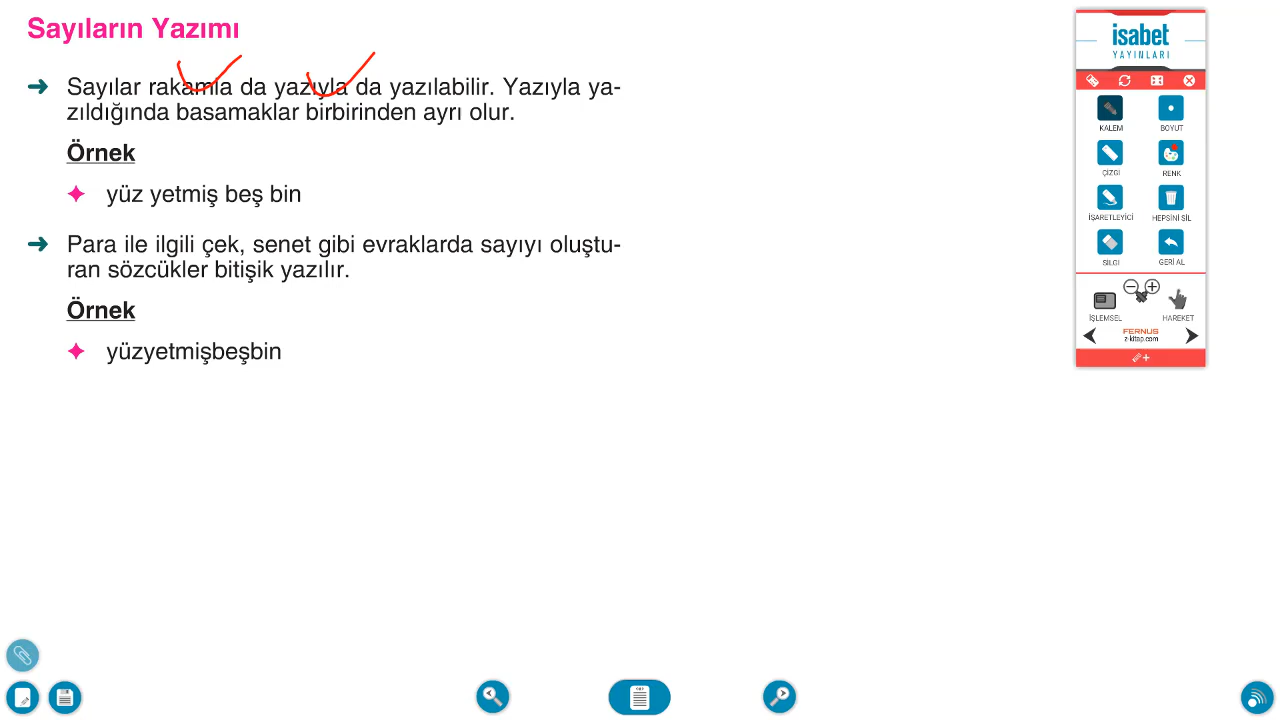 Sayıların Yazımı
➜ Sayılar rakamla da yazıyla da yazılabilir. Yazıyla ya-
zıldığında basamaklar birbirinden ayrı olur.
Örnek
✦ yüz yetmiş beş bin
➜ Para ile ilgili çek, senet gibi evraklarda sayıyı oluştu-
ran sözcükler bitişik yazılır.
Örnek
✦ yüzyetmişbeşbin
isabet
YAYINLARI
KALEM BOYUT
ÇİZGİ RENK
İŞARETLEYİCİ HEPSİNİ SİL
SİLGİ GERİ AL
İŞLEMSEL HAREKET
FERNUS
z-kitap.com